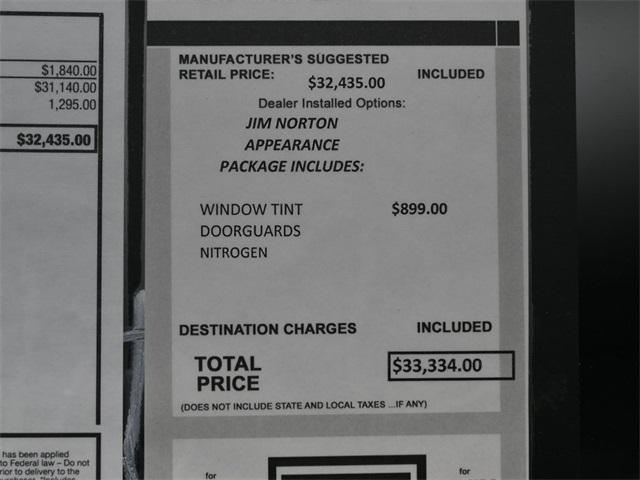 $1,840.00
$31,140.00
1,295.00
$32,435.00
has been applied
to Federal law – Do not
rior to delivery to the
MANUFACTURER'S SUGGESTED
RETAIL PRICE: $32,435.00 INCLUDED
Dealer Installed Options:
JIM NORTON
APPEARANCE
PACKAGE INCLUDES:
WINDOW TINT $899.00
DOORGUARDS
NITROGEN
DESTINATION CHARGES INCLUDED
TOTAL
PRICE
$33,334.00
(DOES NOT INCLUDE STATE AND LOCAL TAXES ...IF ANY)
for
for